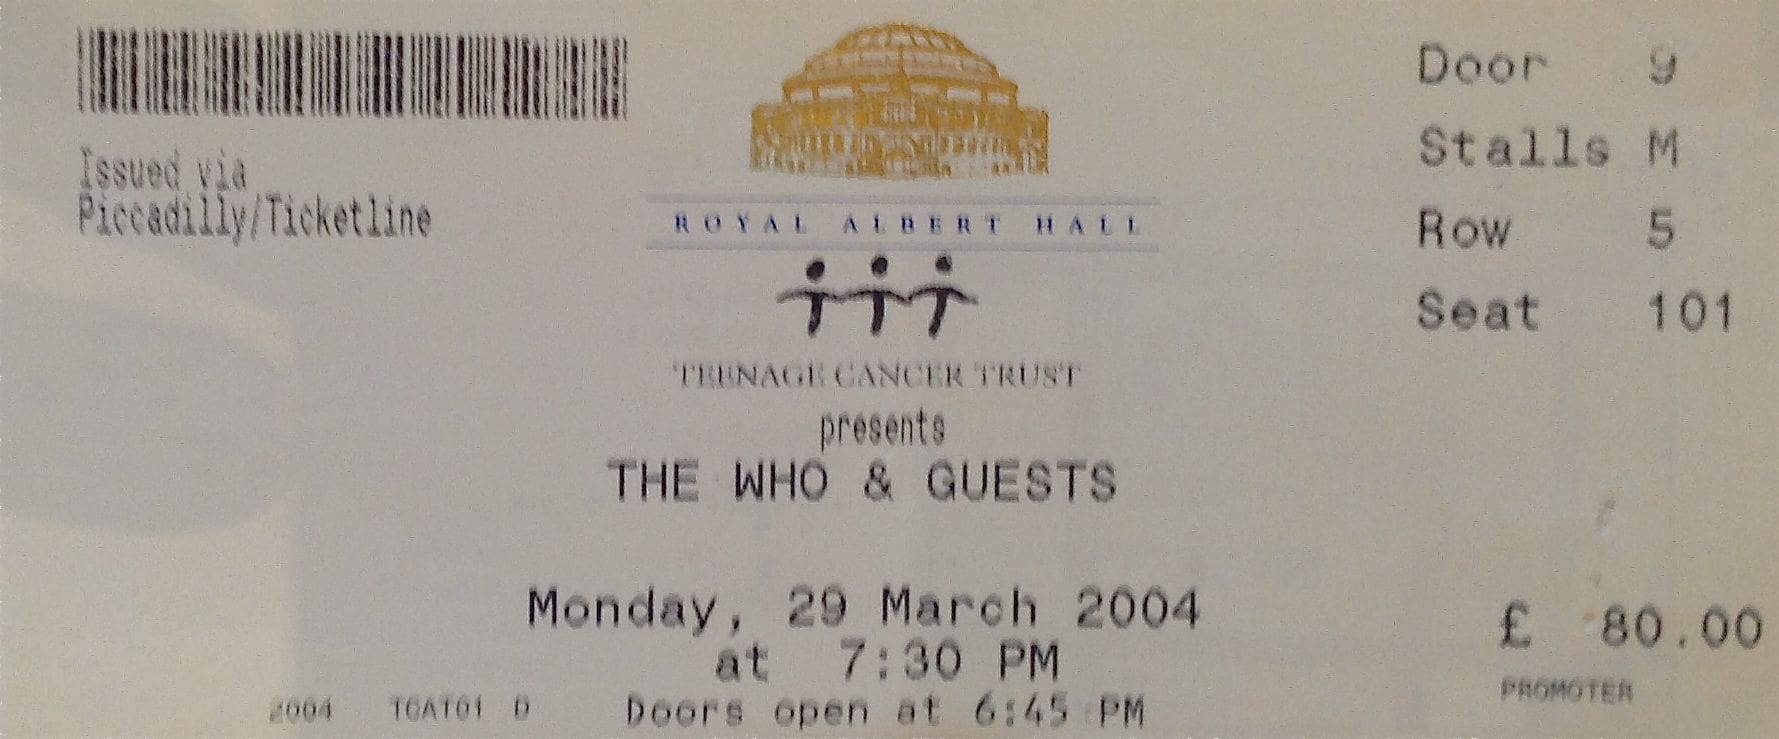 Issued via
Piccadilly/Ticketline
ROYAL ALBERT HALL
TEENAGE CANCER TRUST
presents
THE WHO & GUESTS
Monday, 29 March 2004
at 7:30 PM
Doors open at 6:45 PM
2004 TCAT01 D
Door 9
Stalls M
Row 5
Seat 101
£ 80.00
PROMOTER